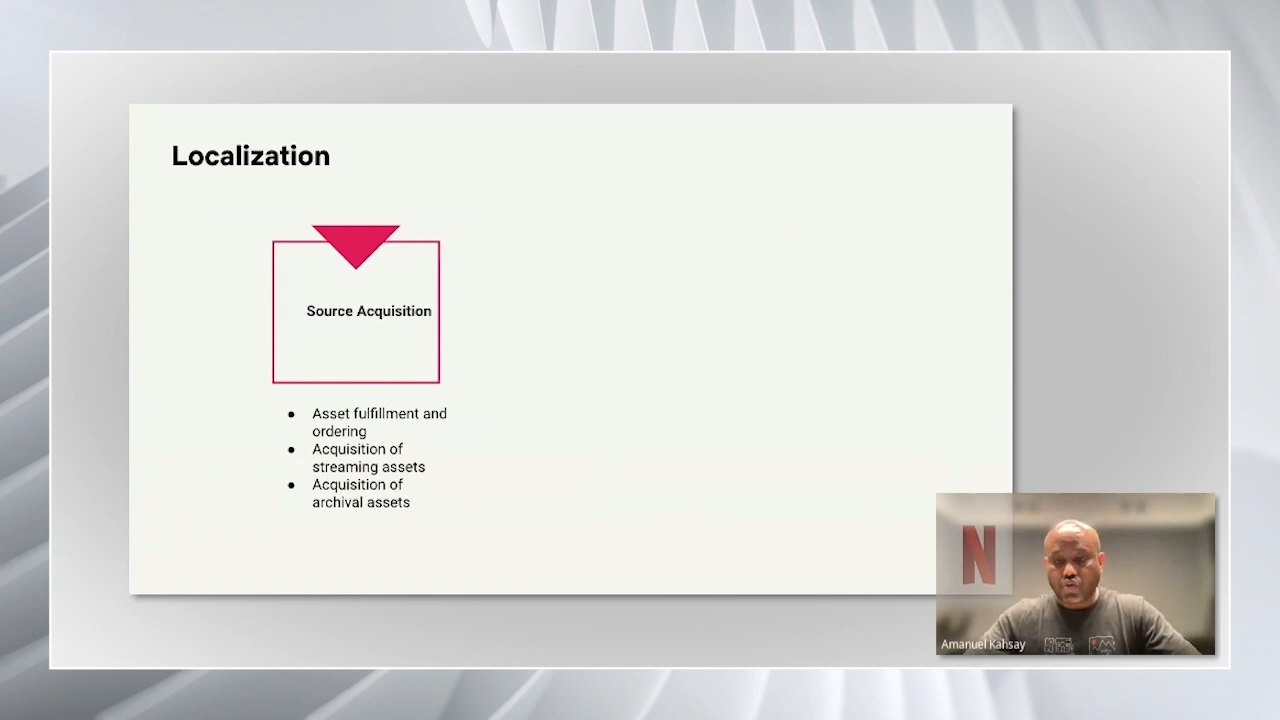 Localization
Source Acquisition
● Asset fulfillment and
ordering
● Acquisition of
streaming assets
● Acquisition of
archival assets
N
Amanuel Kahsay